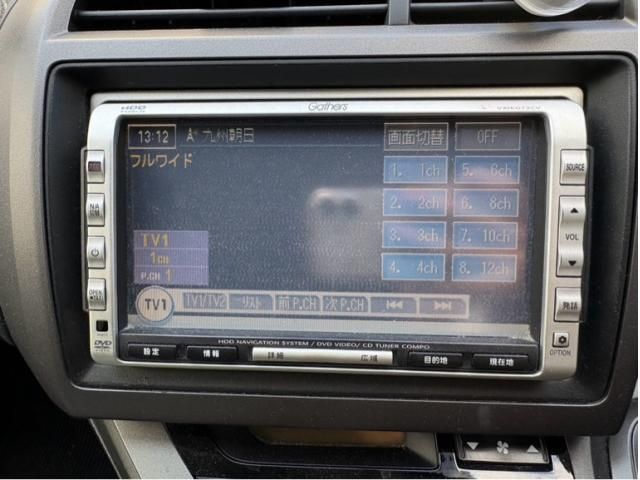 HDD
Gathers
13:12
九州朝日
画面切替
OFF
フルワイド
1. 1ch
5. 6ch
2. 2ch
6. 8ch
3. 3ch
7. 10ch
4. 4ch
8. 12ch
TV1
1CH
P.CH 1
TV1
TV1/TV2
リスト
前 P.CH
次 P.CH
SOURCE
VOL
発話
OPTION
OPEN
DVD
HDD NAVIGATION SYSTEM / DVD VIDEO/ CD TUNER COMPO
設定
情報
詳細
広域
目的地
現在地